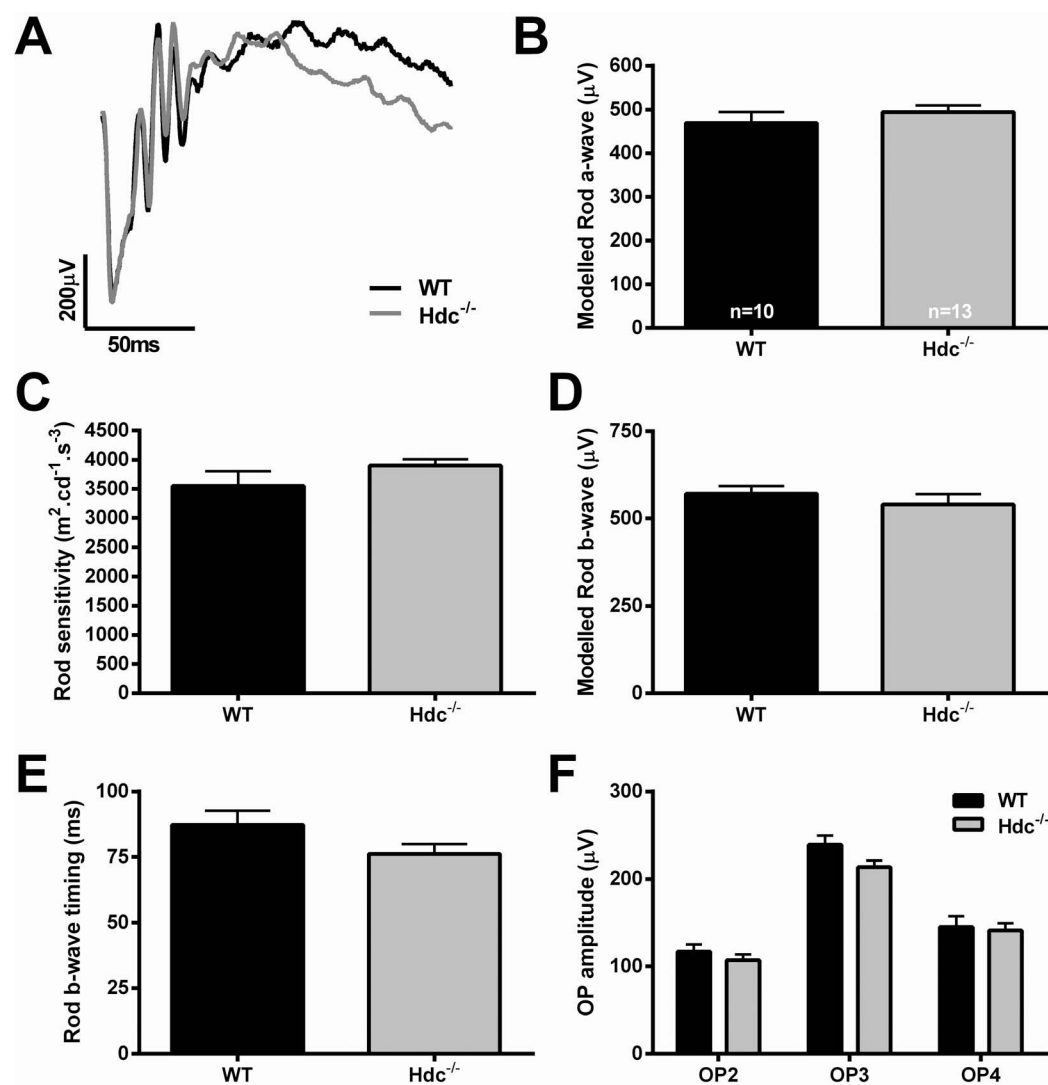 A
200μV
50ms
WT
Hdc⁻/⁻
B
Modelled Rod a-wave (μV)
600
500
400
300
200
100
0
n=10
n=13
WT
Hdc⁻/⁻
C
Rod sensitivity (m².cd⁻¹.s⁻³)
4500
4000
3500
3000
2500
2000
1500
1000
500
0
WT
Hdc⁻/⁻
D
Modelled Rod b-wave (μV)
750
500
250
0
WT
Hdc⁻/⁻
E
Rod b-wave timing (ms)
100
75
50
25
0
WT
Hdc⁻/⁻
F
OP amplitude (μV)
300
200
100
0
WT
Hdc⁻/⁻
OP2
OP3
OP4